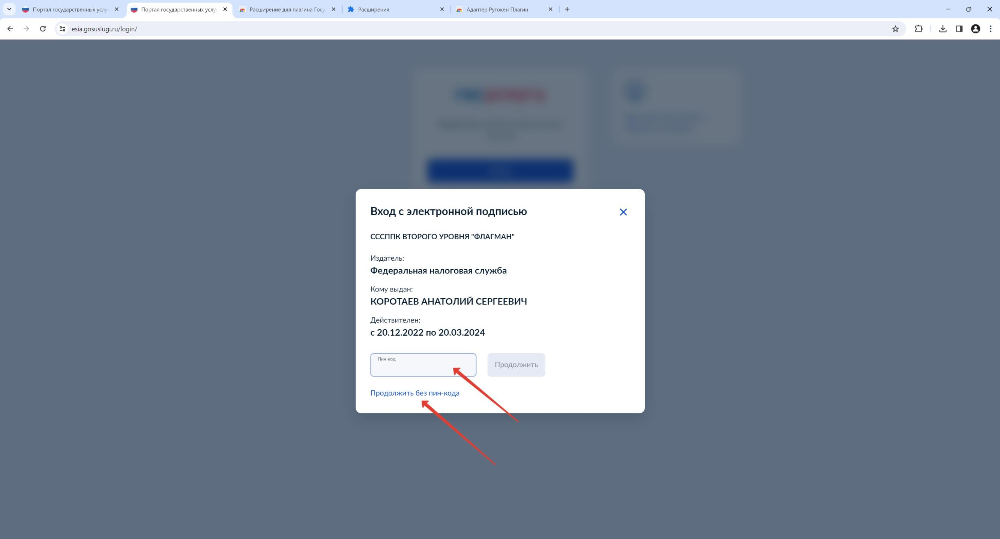 Портал государственных услу
Портал государственных услу
Расширение для плагина Госу
Расширения
Адаптер Рутокен Плагин
esia.gosuslugi.ru/login/
Вход с электронной подписью
СССППК ВТОРОГО УРОВНЯ "ФЛАГМАН"
Издатель:
Федеральная налоговая служба
Кому выдан:
КОРОТАЕВ АНАТОЛИЙ СЕРГЕЕВИЧ
Действителен:
с 20.12.2022 по 20.03.2024
Пин-код
Продолжить
Продолжить без пин-кода